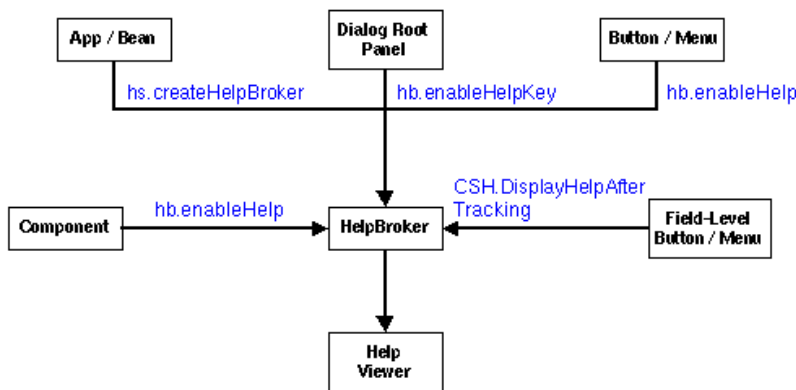 App / Bean
Dialog Root
Panel
Button / Menu
hs.createHelpBroker
hb.enableHelpKey
hb.enableHelp
CSH.DisplayHelpAfter
Tracking
hb.enableHelp
Component
HelpBroker
Field-Level
Button / Menu
Help
Viewer